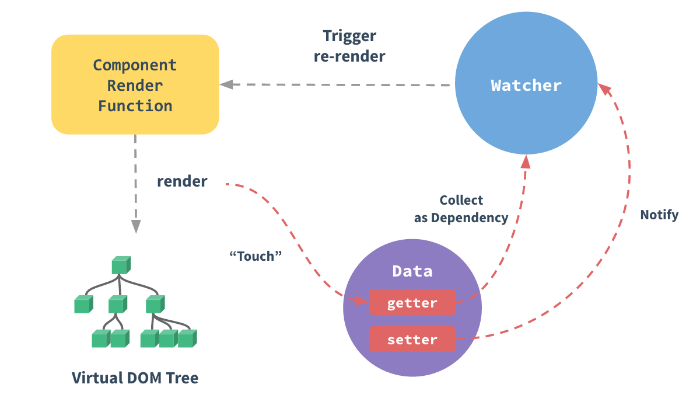 Component
Render
Function
Trigger
re-render
Watcher
render
Collect
as Dependency
Notify
“Touch”
Data
getter
setter
Virtual DOM Tree